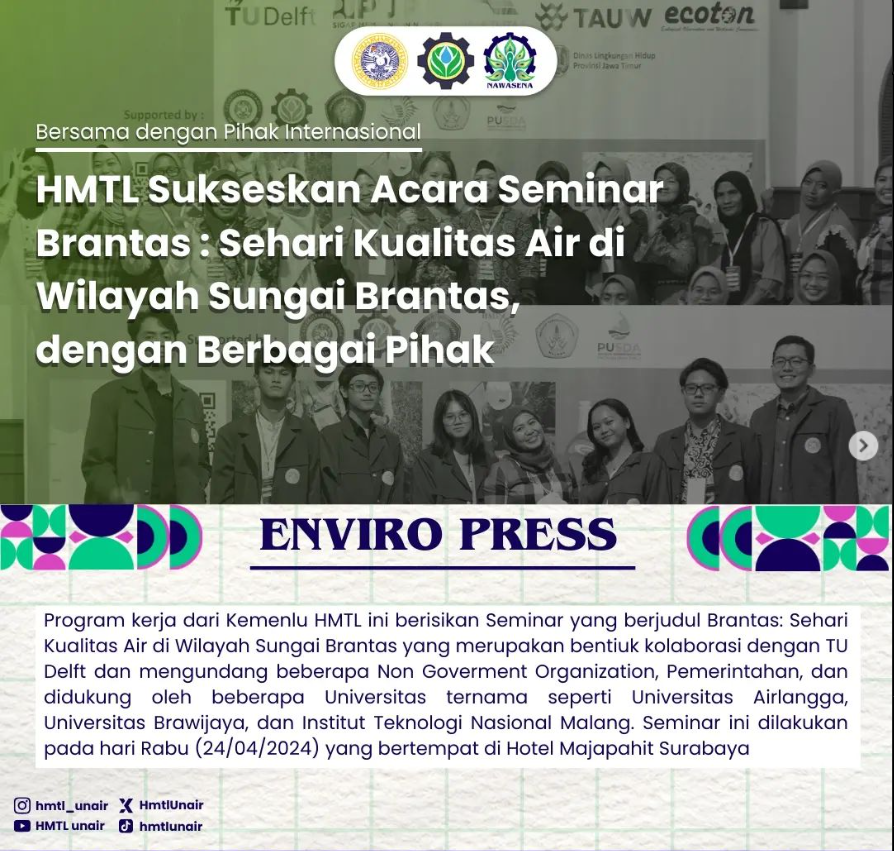 TU Delft
TAUW ecoton
Dinas Lingkungan Hidup
Provinsi Jawa Timur
NAWASENA
Supported by :
PUSDA
Bersama dengan Pihak Internasional
HMTL Sukseskan Acara Seminar
Brantas : Sehari Kualitas Air di
Wilayah Sungai Brantas,
dengan Berbagai Pihak
PUSDA
ENVIRO PRESS
Program kerja dari Kemenlu HMTL ini berisikan Seminar yang berjudul Brantas: Sehari
Kualitas Air di Wilayah Sungai Brantas yang merupakan bentiuk kolaborasi dengan TU
Delft dan mengundang beberapa Non Goverment Organization, Pemerintahan, dan
didukung oleh beberapa Universitas ternama seperti Universitas Airlangga,
Universitas Brawijaya, dan Institut Teknologi Nasional Malang. Seminar ini dilakukan
pada hari Rabu (24/04/2024) yang bertempat di Hotel Majapahit Surabaya
hmtl_unair HmtlUnair
HMTL unair hmtlunair